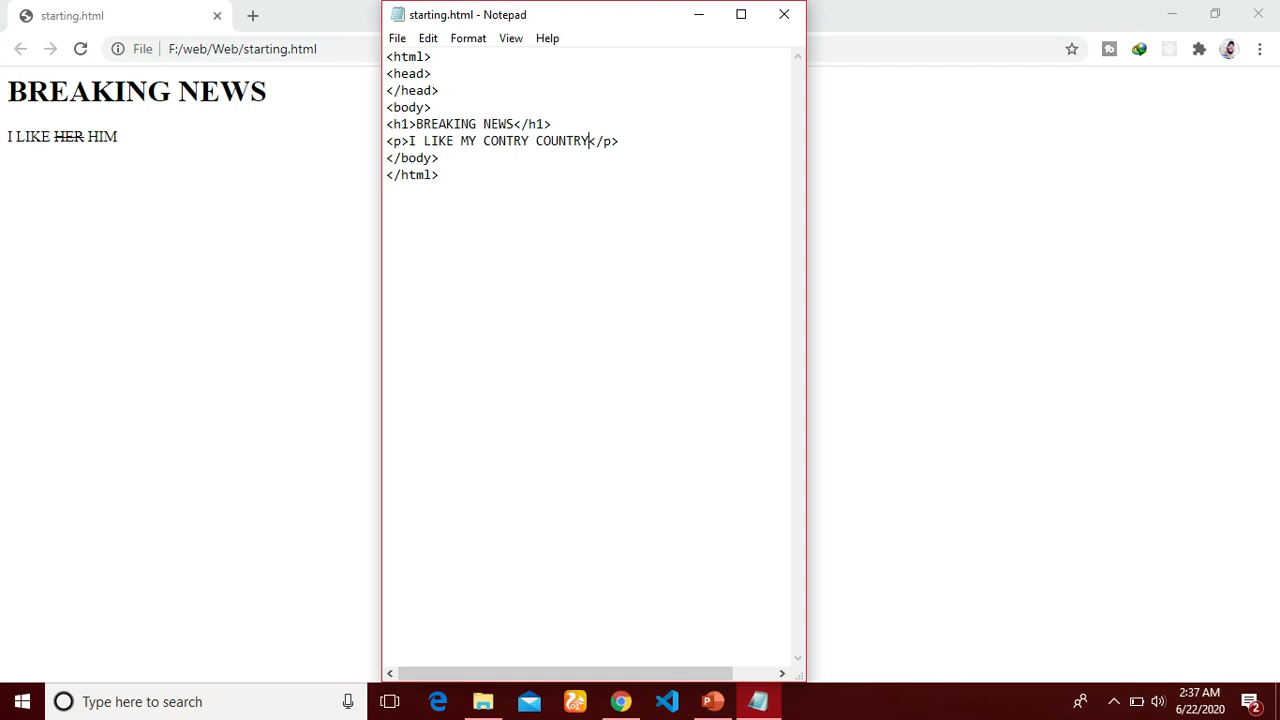 starting.html
File
F:/web/Web/starting.html
BREAKING NEWS
I LIKE HER HIM
starting.html - Notepad
File Edit Format View Help
<html>
<head>
</head>
<body>
<h1>BREAKING NEWS</h1>
<p>I LIKE MY CONTRY COUNTRY</p>
</body>
</html>
Type here to search
2:37 AM
6/22/2020
2